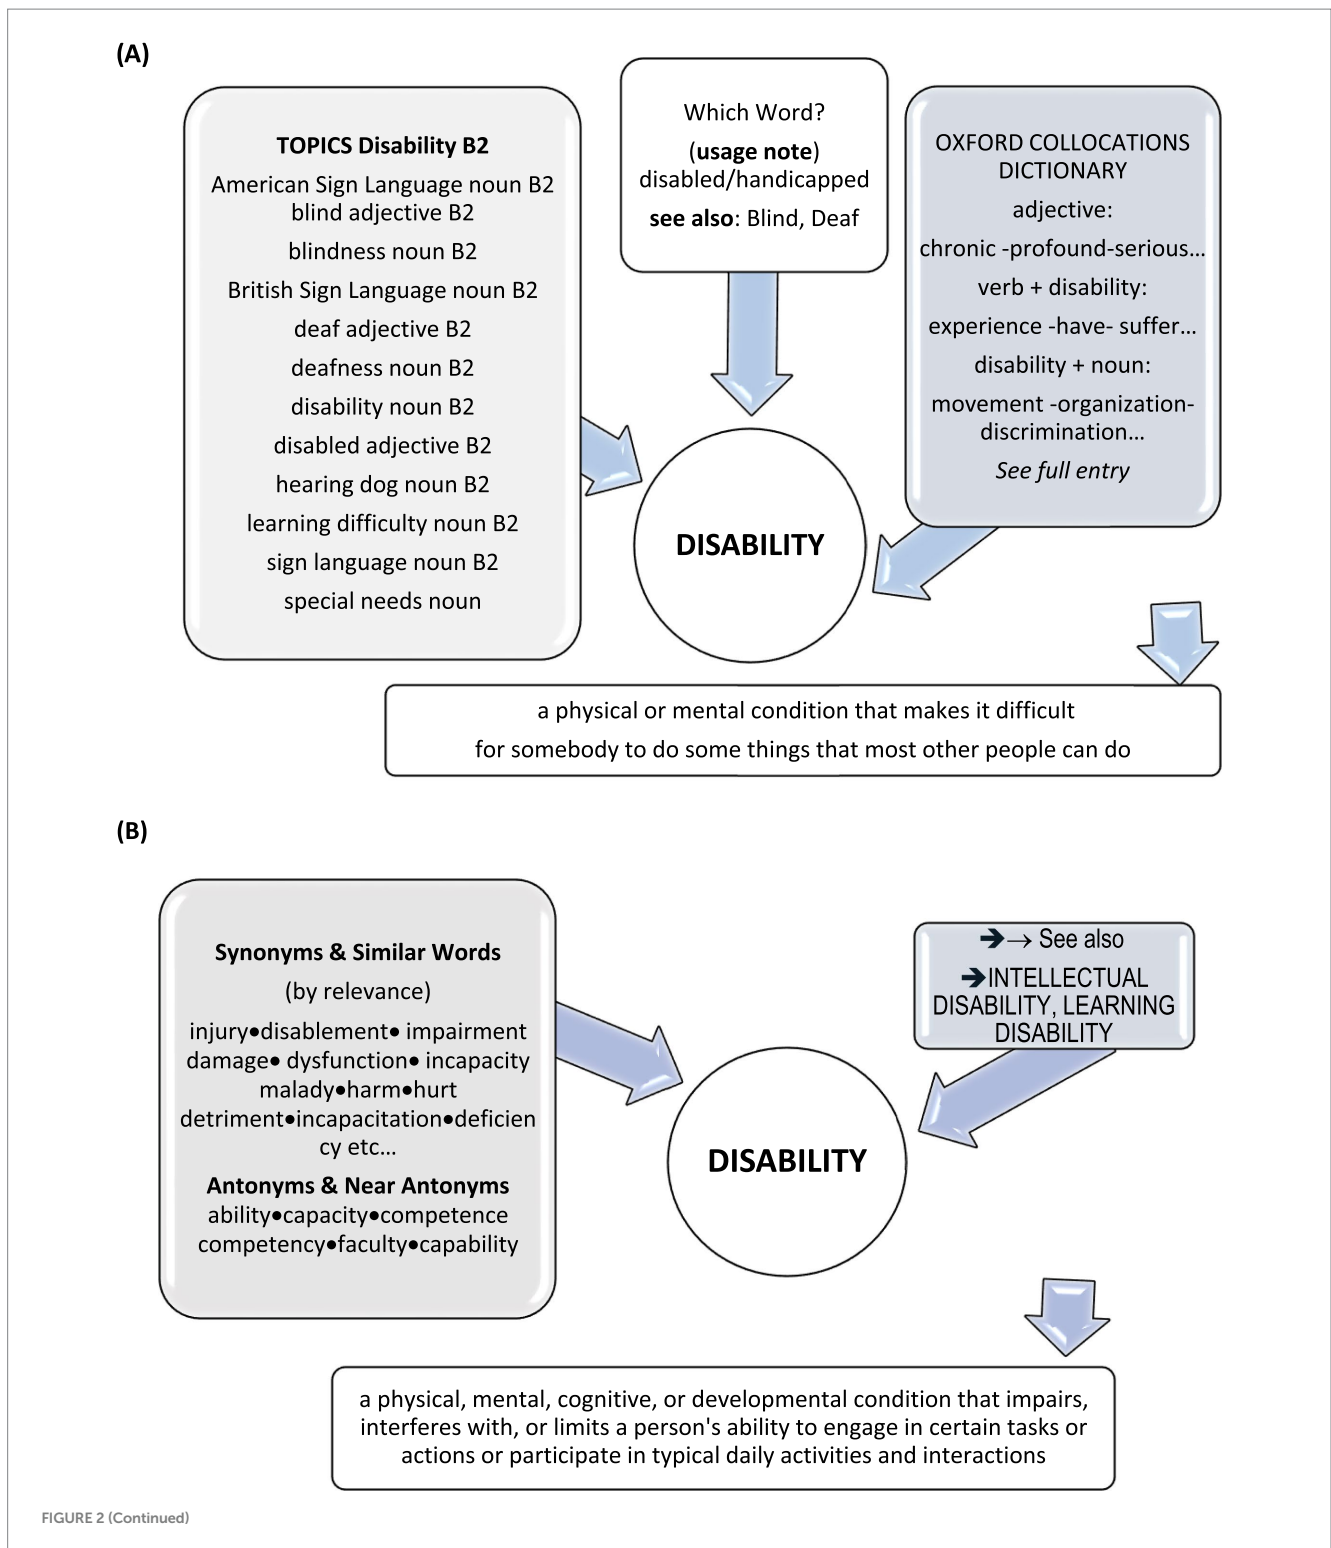 (A)
TOPICS Disability B2
American Sign Language noun B2
blind adjective B2
blindness noun B2
British Sign Language noun B2
deaf adjective B2
deafness noun B2
disability noun B2
disabled adjective B2
hearing dog noun B2
learning difficulty noun B2
sign language noun B2
special needs noun
Which Word?
(usage note)
disabled/handicapped
see also: Blind, Deaf
OXFORD COLLOCATIONS
DICTIONARY
adjective:
chronic -profound-serious…
verb + disability:
experience -have- suffer…
disability + noun:
movement -organization-
discrimination…
See full entry
DISABILITY
a physical or mental condition that makes it difficult
for somebody to do some things that most other people can do
(B)
Synonyms & Similar Words
(by relevance)
injury●disablement● impairment
damage● dysfunction● incapacity
malady●harm●hurt
detriment●incapacitation●deficien
cy etc…
Antonyms & Near Antonyms
ability●capacity●competence
competency●faculty●capability
🡲→ See also
🡲INTELLECTUAL
DISABILITY, LEARNING
DISABILITY
DISABILITY
a physical, mental, cognitive, or developmental condition that impairs,
interferes with, or limits a person's ability to engage in certain tasks or
actions or participate in typical daily activities and interactions
FIGURE 2 (Continued)